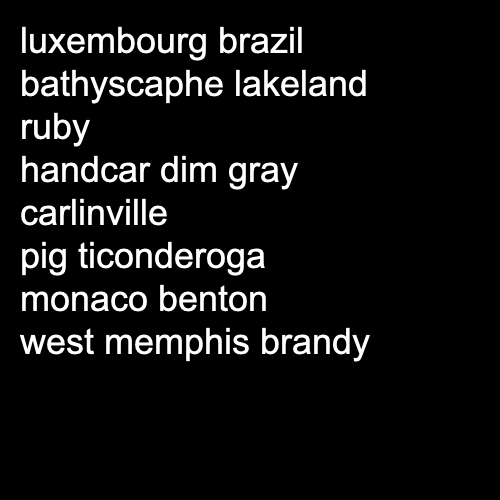 luxembourg brazil
bathyscaphe lakeland
ruby
handcar dim gray
carlinville
pig ticonderoga
monaco benton
west memphis brandy